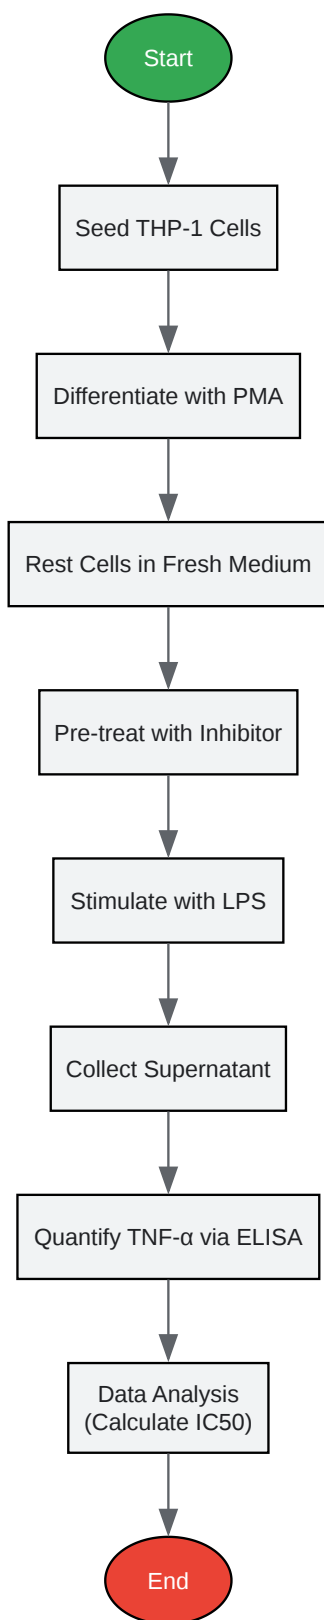 Start
Seed THP-1 Cells
Differentiate with PMA
Rest Cells in Fresh Medium
Pre-treat with Inhibitor
Stimulate with LPS
Collect Supernatant
Quantify TNF-α via ELISA
Data Analysis
(Calculate IC50)
End